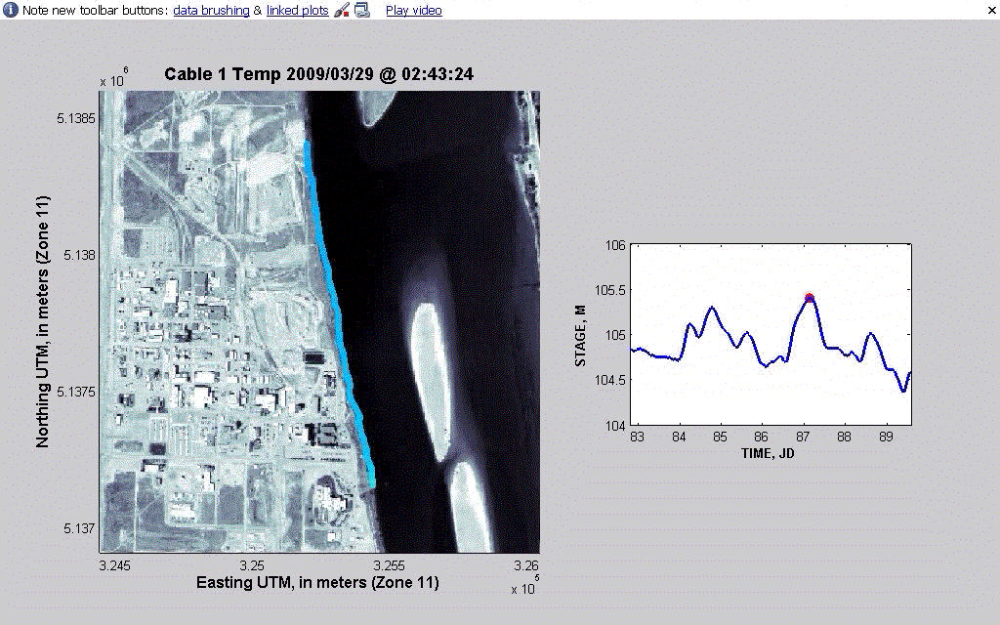 Note new toolbar buttons: data brushing & linked plots Play video
x 10^6
Cable 1 Temp 2009/03/29 @ 02:43:24
5.1385
5.138
5.1375
5.137
Northing UTM, in meters (Zone 11)
3.245 3.25 3.255 3.26
Easting UTM, in meters (Zone 11)
x 10^5
106
105.5
105
104.5
104
STAGE, M
83 84 85 86 87 88 89
TIME, JD